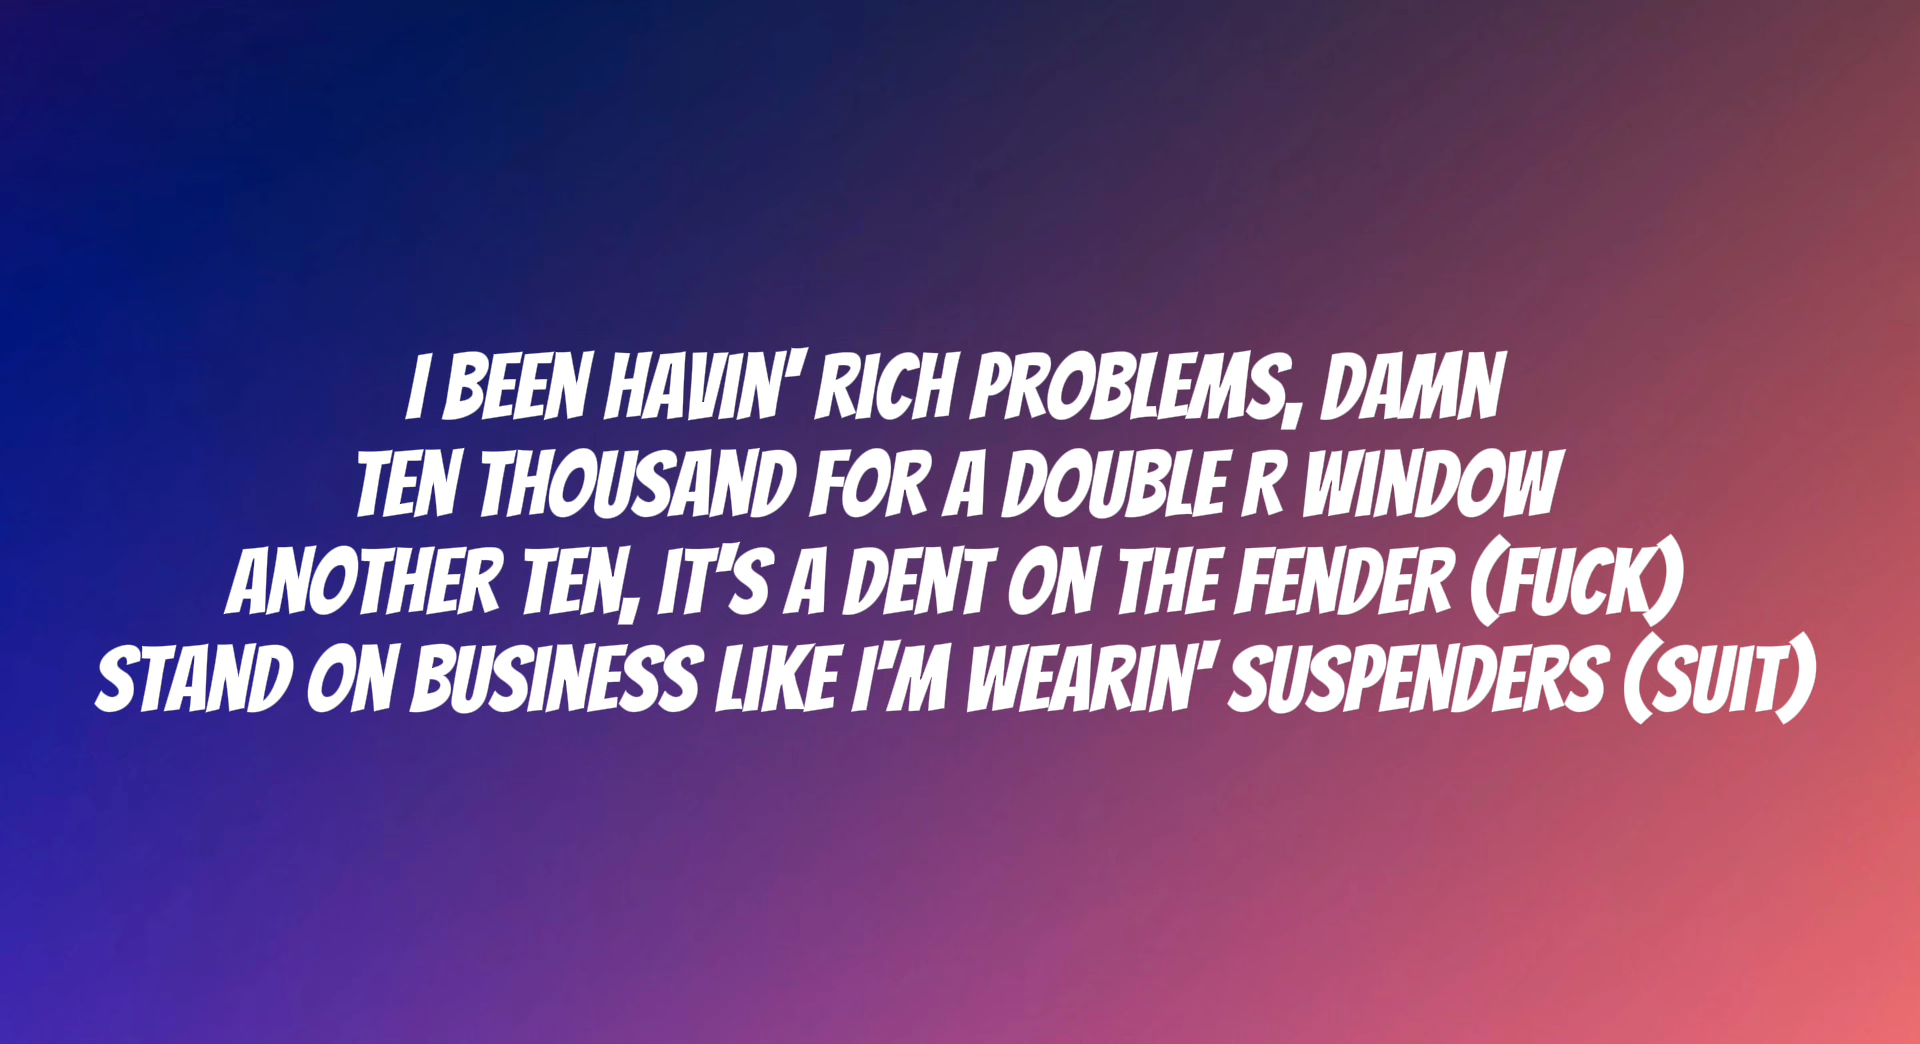 I BEEN HAVIN' RICH PROBLEMS, DAMN
TEN THOUSAND FOR A DOUBLE R WINDOW
ANOTHER TEN, IT'S A DENT ON THE FENDER (FUCK)
STAND ON BUSINESS LIKE I'M WEARIN' SUSPENDERS (SUIT)